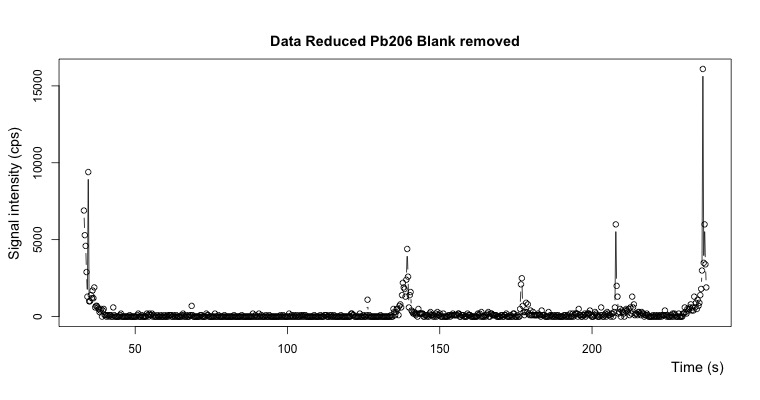 Data Reduced Pb206 Blank removed
Signal intensity (cps)
15000
10000
5000
0
50
100
150
200
Time (s)